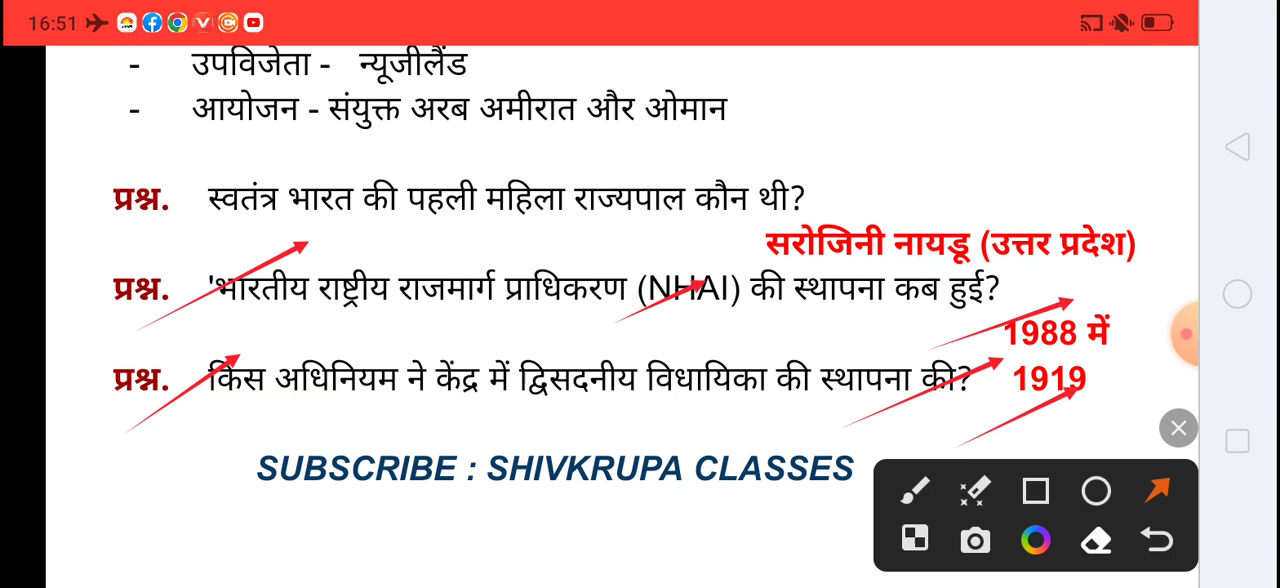 16:51
- उपविजेता - न्यूजीलैंड
- आयोजन - संयुक्त अरब अमीरात और ओमान
प्रश्न. स्वतंत्र भारत की पहली महिला राज्यपाल कौन थी?
सरोजिनी नायडू (उत्तर प्रदेश)
प्रश्न. 'भारतीय राष्ट्रीय राजमार्ग प्राधिकरण (NHAI) की स्थापना कब हुई?
1988 में
प्रश्न. किस अधिनियम ने केंद्र में द्विसदनीय विधायिका की स्थापना की? 1919
SUBSCRIBE : SHIVKRUPA CLASSES